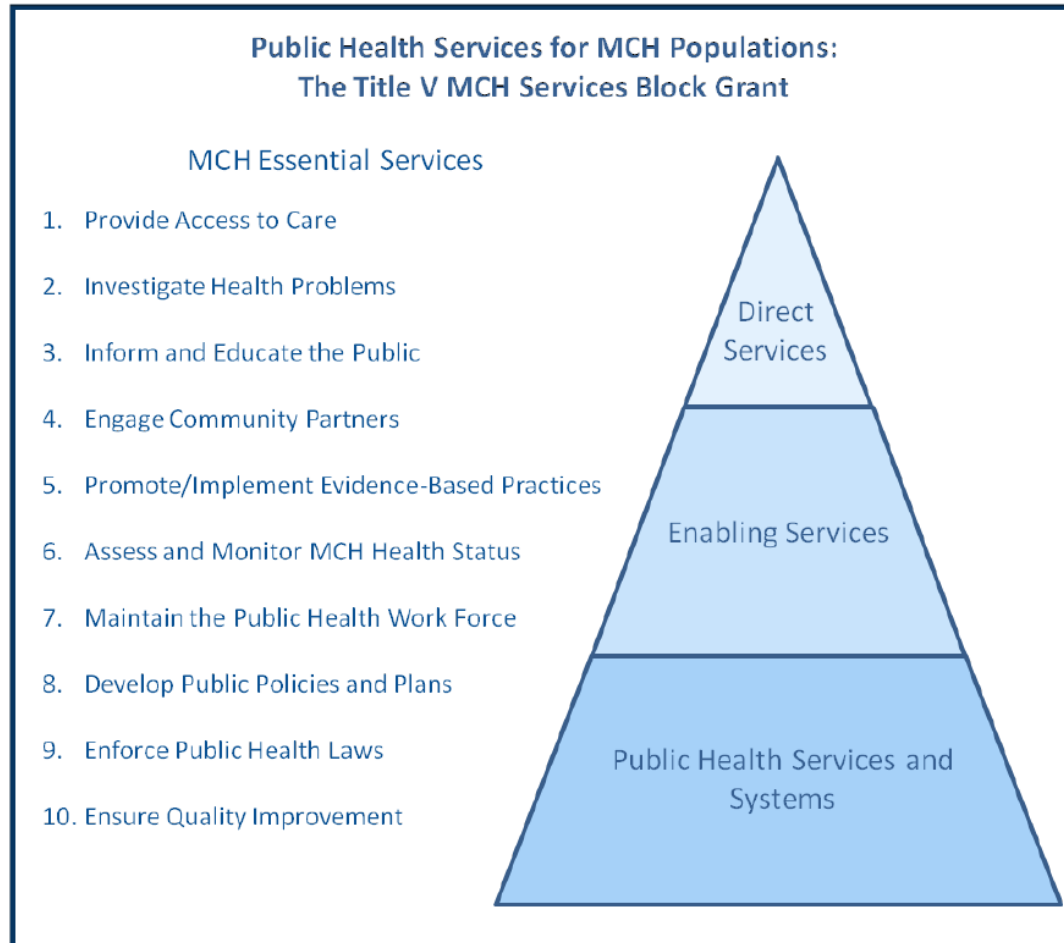 Public Health Services for MCH Populations:
The Title V MCH Services Block Grant
MCH Essential Services
1. Provide Access to Care
2. Investigate Health Problems
3. Inform and Educate the Public
4. Engage Community Partners
5. Promote/Implement Evidence-Based Practices
6. Assess and Monitor MCH Health Status
7. Maintain the Public Health Work Force
8. Develop Public Policies and Plans
9. Enforce Public Health Laws
10. Ensure Quality Improvement
Direct
Services
Enabling Services
Public Health Services and
Systems